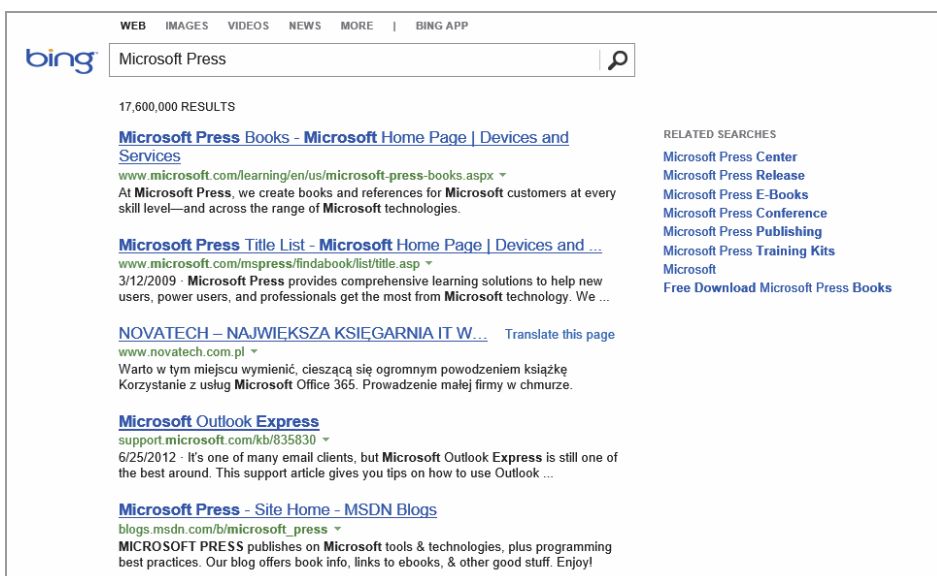 WEB IMAGES VIDEOS NEWS MORE | BING APP
bing
Microsoft Press
17,600,000 RESULTS
Microsoft Press Books - Microsoft Home Page | Devices and
Services
www.microsoft.com/learning/en/us/microsoft-press-books.aspx
At Microsoft Press, we create books and references for Microsoft customers at every
skill level—and across the range of Microsoft technologies.
Microsoft Press Title List - Microsoft Home Page | Devices and ...
www.microsoft.com/mspress/findabook/list/title.asp
3/12/2009 · Microsoft Press provides comprehensive learning solutions to help new
users, power users, and professionals get the most from Microsoft technology. We ...
NOVATECH – NAJWIĘKSZA KSIĘGARNIA IT W... Translate this page
www.novatech.com.pl
Warto w tym miejscu wymienić, cieszącą się ogromnym powodzeniem książkę
Korzystanie z usług Microsoft Office 365. Prowadzenie małej firmy w chmurze.
Microsoft Outlook Express
support.microsoft.com/kb/835830
6/25/2012 · It's one of many email clients, but Microsoft Outlook Express is still one of
the best around. This support article gives you tips on how to use Outlook ...
Microsoft Press - Site Home - MSDN Blogs
blogs.msdn.com/b/microsoft_press
MICROSOFT PRESS publishes on Microsoft tools & technologies, plus programming
best practices. Our blog offers book info, links to ebooks, & other good stuff. Enjoy!
RELATED SEARCHES
Microsoft Press Center
Microsoft Press Release
Microsoft Press E-Books
Microsoft Press Conference
Microsoft Press Publishing
Microsoft Press Training Kits
Microsoft
Free Download Microsoft Press Books